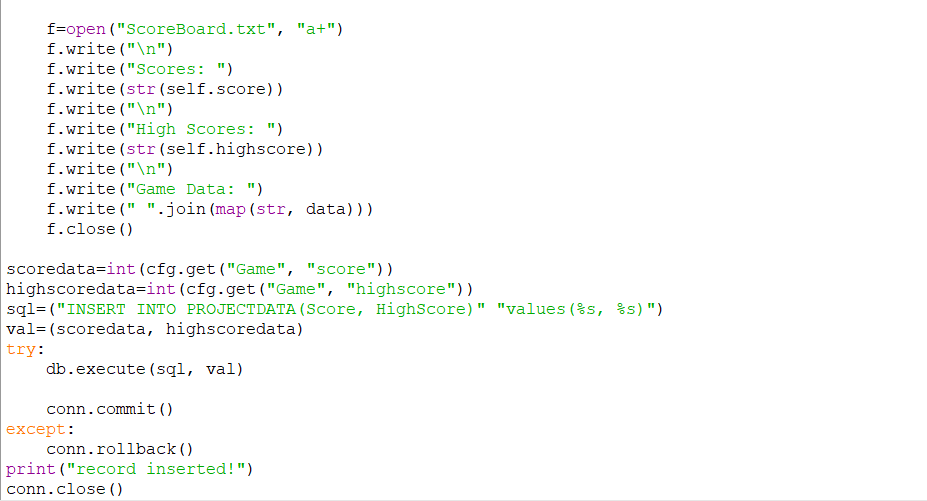 f=open("ScoreBoard.txt", "a+")
    f.write("\n")
    f.write("Scores: ")
    f.write(str(self.score))
    f.write("\n")
    f.write("High Scores: ")
    f.write(str(self.highscore))
    f.write("\n")
    f.write("Game Data: ")
    f.write(" ".join(map(str, data)))
    f.close()
scoredata=int(cfg.get("Game", "score"))
highscoredata=int(cfg.get("Game", "highscore"))
sql=("INSERT INTO PROJECTDATA(Score, HighScore)" "values(%s, %s)")
val=(scoredata, highscoredata)
try:
    db.execute(sql, val)
    conn.commit()
except:
    conn.rollback()
print("record inserted!")
conn.close()